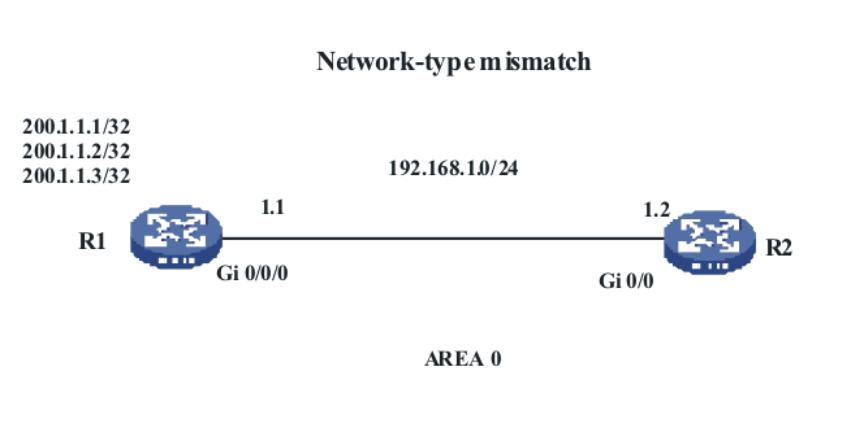 Network-type mismatch
200.1.1.1/32
200.1.1.2/32
200.1.1.3/32
192.168.1.0/24
1.1
1.2
R1
R2
Gi 0/0/0
Gi 0/0
AREA 0